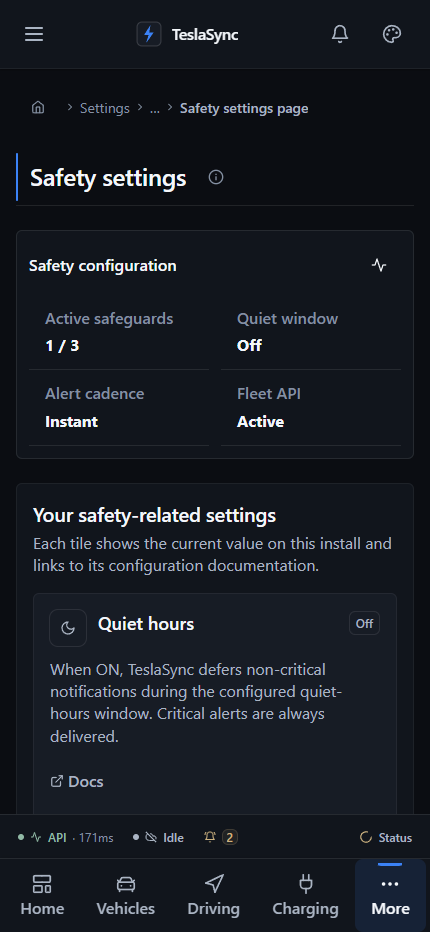 TeslaSync
Settings > ... > Safety settings page
Safety settings
Safety configuration
Active safeguards
1 / 3
Quiet window
Off
Alert cadence
Instant
Fleet API
Active
Your safety-related settings
Each tile shows the current value on this install and
links to its configuration documentation.
Quiet hours
Off
When ON, TeslaSync defers non-critical
notifications during the configured quiet-
hours window. Critical alerts are always
delivered.
Docs
API · 171ms
Idle
2
Status
Home
Vehicles
Driving
Charging
More